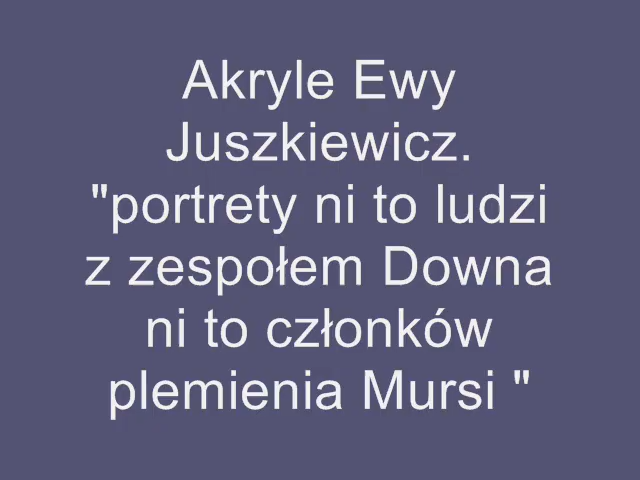 Akryle Ewy
Juszkiewicz.
"portrety ni to ludzi
z zespołem Downa
ni to członków
plemienia Mursi "